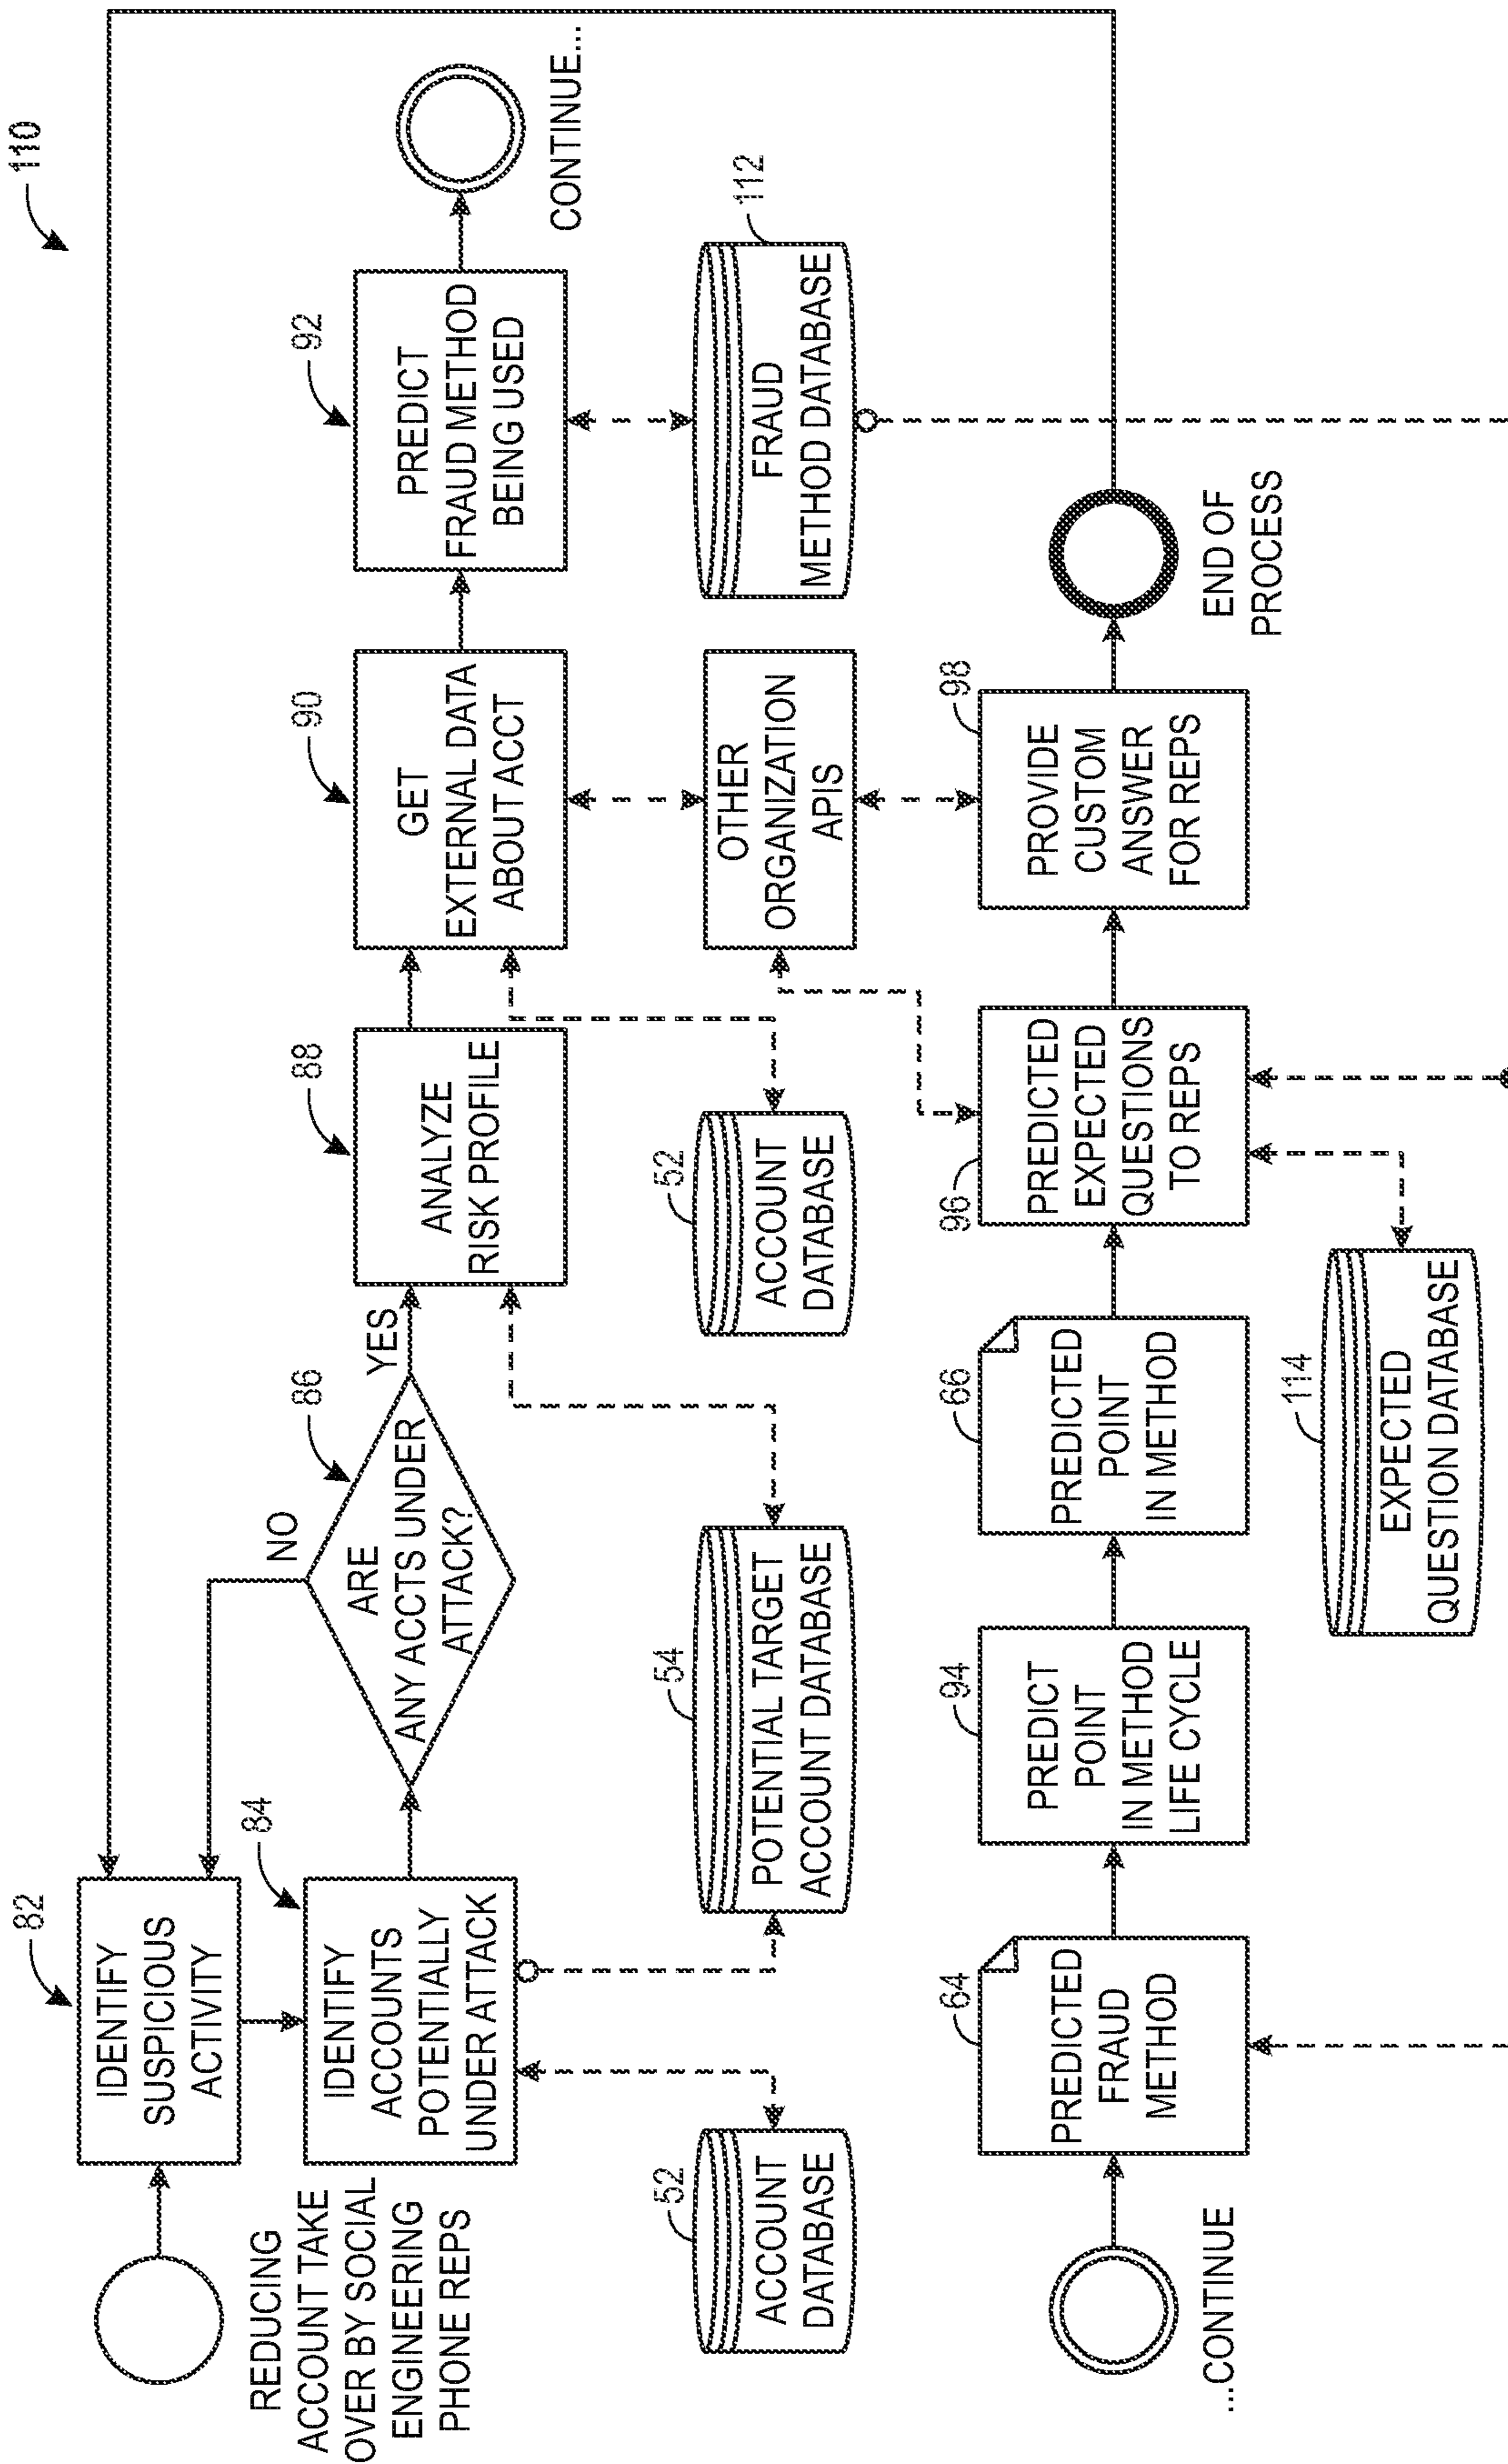 110
82
IDENTIFY
SUSPICIOUS
ACTIVITY
REDUCING
ACCOUNT TAKE
OVER BY SOCIAL
ENGINEERING
PHONE REPS
84
IDENTIFY
ACCOUNTS
POTENTIALLY
UNDER ATTACK
NO
86
ARE
ANY ACCTS UNDER
ATTACK?
YES
88
ANALYZE
RISK PROFILE
90
GET
EXTERNAL DATA
ABOUT ACCT
92
PREDICT
FRAUD METHOD
BEING USED
CONTINUE...
52
ACCOUNT
DATABASE
54
POTENTIAL TARGET
ACCOUNT DATABASE
52
ACCOUNT
DATABASE
OTHER
ORGANIZATION
APIS
112
FRAUD
METHOD DATABASE
...CONTINUE
64
PREDICTED
FRAUD
METHOD
94
PREDICT
POINT
IN METHOD
LIFE CYCLE
66
PREDICTED
POINT
IN METHOD
96
PREDICTED
EXPECTED
QUESTIONS
TO REPS
98
PROVIDE
CUSTOM
ANSWER
FOR REPS
END OF
PROCESS
114
EXPECTED
QUESTION DATABASE